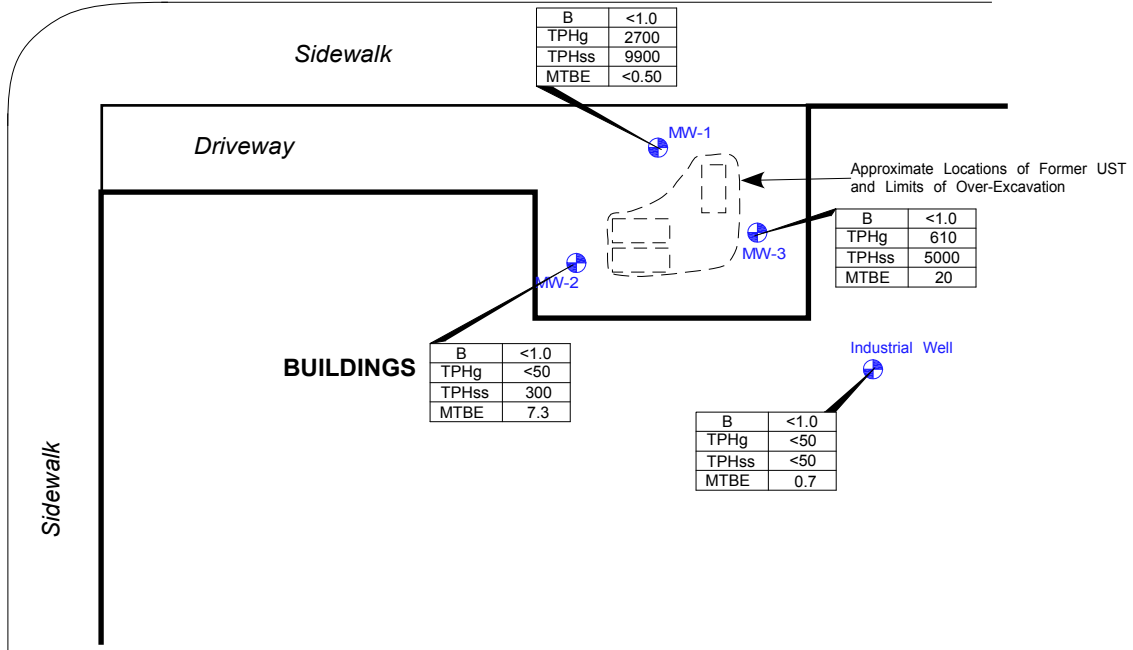 B <1.0
TPHg 2700
TPHss 9900
MTBE <0.50
Sidewalk
MW-1
Driveway
Approximate Locations of Former UST
and Limits of Over-Excavation
B <1.0
TPHg 610
TPHss 5000
MTBE 20
MW-3
MW-2
BUILDINGS
B <1.0
TPHg <50
TPHss 300
MTBE 7.3
Industrial Well
B <1.0
TPHg <50
TPHss <50
MTBE 0.7
Sidewalk